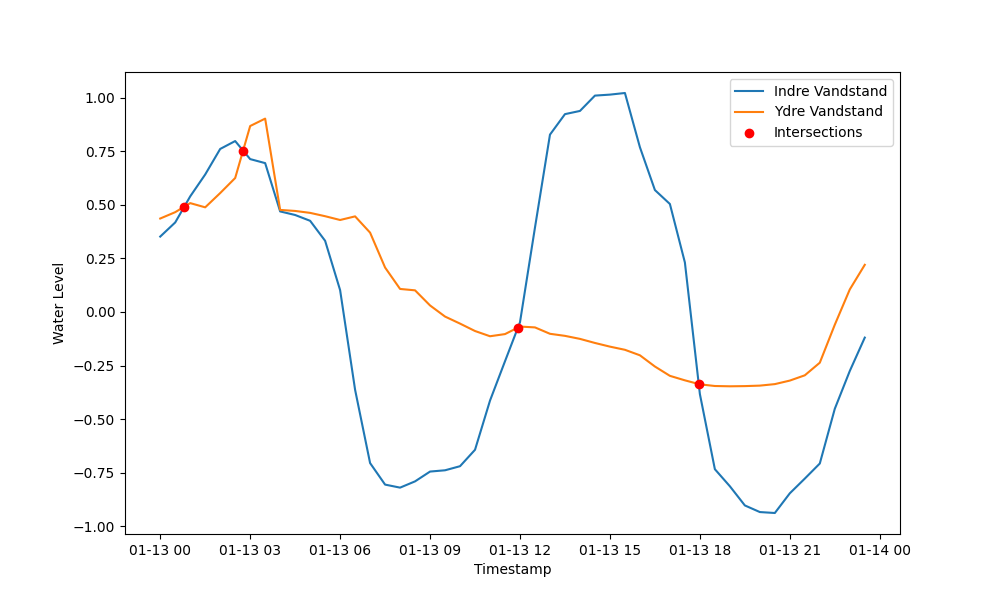 Indre Vandstand
Ydre Vandstand
Intersections
1.00
0.75
0.50
0.25
0.00
−0.25
−0.50
−0.75
−1.00
Water Level
01-13 00 01-13 03 01-13 06 01-13 09 01-13 12 01-13 15 01-13 18 01-13 21 01-14 00
Timestamp